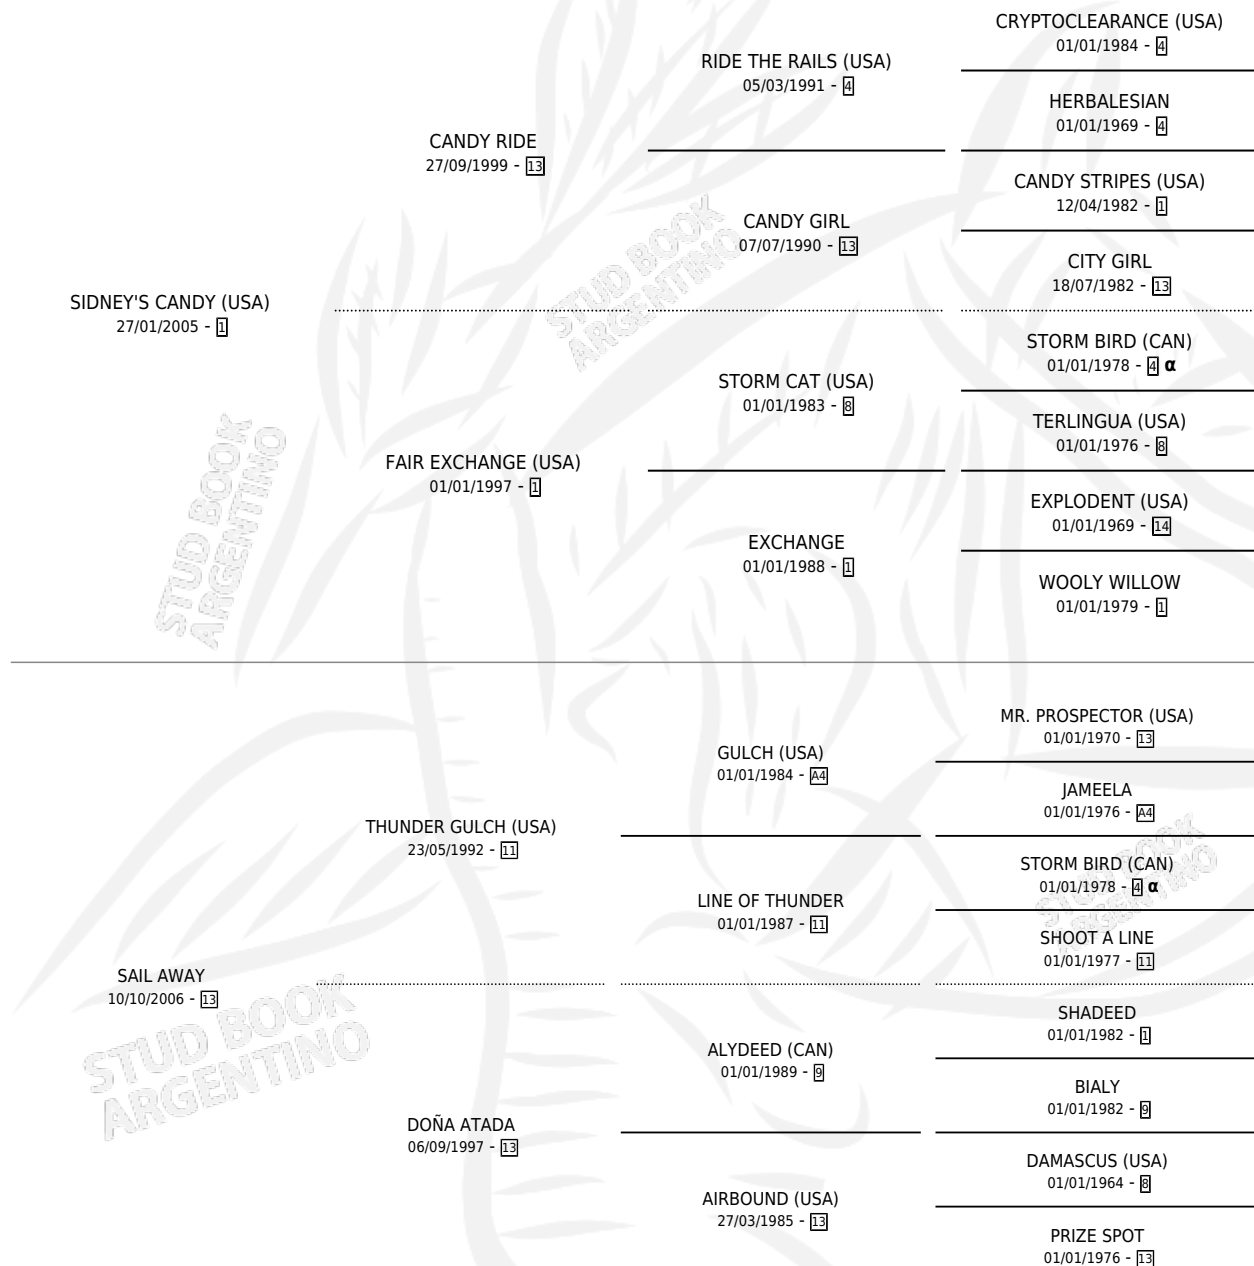 CRYPTOCLEARANCE (USA)
01/01/1984 - 4
RIDE THE RAILS (USA)
05/03/1991 - 4
HERBALESIAN
01/01/1969 - 4
CANDY RIDE
27/09/1999 - 13
CANDY STRIPES (USA)
12/04/1982 - 1
CANDY GIRL
07/07/1990 - 13
CITY GIRL
18/07/1982 - 13
SIDNEY'S CANDY (USA)
27/01/2005 - 1
STORM BIRD (CAN)
01/01/1978 - 4 α
STORM CAT (USA)
01/01/1983 - 8
TERLINGUA (USA)
01/01/1976 - 8
FAIR EXCHANGE (USA)
01/01/1997 - 1
EXPLODENT (USA)
01/01/1969 - 14
EXCHANGE
01/01/1988 - 1
WOOLY WILLOW
01/01/1979 - 1
MR. PROSPECTOR (USA)
01/01/1970 - 13
GULCH (USA)
01/01/1984 - A4
JAMEELA
01/01/1976 - A4
THUNDER GULCH (USA)
23/05/1992 - 11
STORM BIRD (CAN)
01/01/1978 - 4 α
LINE OF THUNDER
01/01/1987 - 11
SHOOT A LINE
01/01/1977 - 11
SAIL AWAY
10/10/2006 - 13
SHADEED
01/01/1982 - 1
ALYDEED (CAN)
01/01/1989 - 9
BIALY
01/01/1982 - 9
DOÑA ATADA
06/09/1997 - 13
DAMASCUS (USA)
01/01/1964 - 8
AIRBOUND (USA)
27/03/1985 - 13
PRIZE SPOT
01/01/1976 - 13
STUD BOOK
ARGENTINO
STUD BOOK
ARGENTINO
STUD BOOK
ARGENTINO
STUD BOOK
ARGENTINO